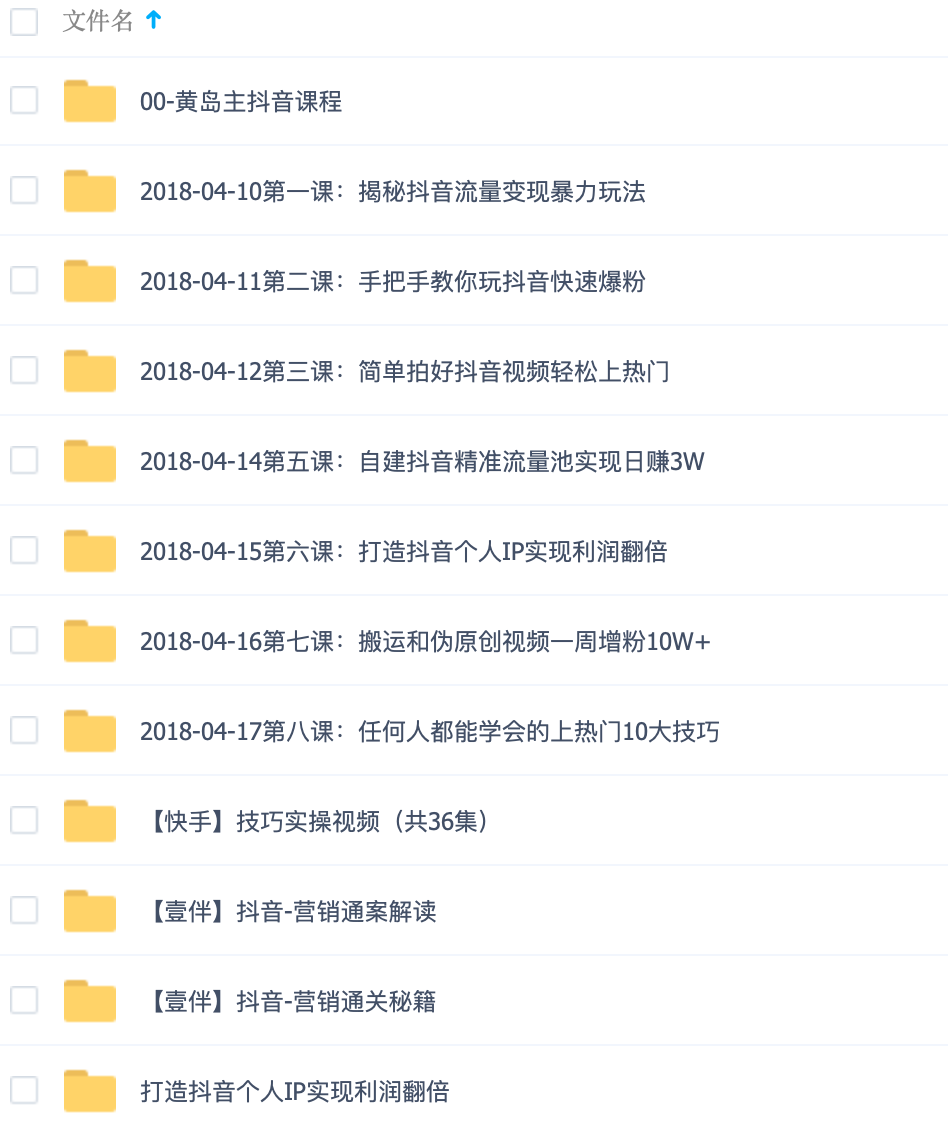 文件名
00-黄岛主抖音课程
2018-04-10第一课：揭秘抖音流量变现暴力玩法
2018-04-11第二课：手把手教你玩抖音快速爆粉
2018-04-12第三课：简单拍好抖音视频轻松上热门
2018-04-14第五课：自建抖音精准流量池实现日赚3W
2018-04-15第六课：打造抖音个人IP实现利润翻倍
2018-04-16第七课：搬运和伪原创视频一周增粉10W+
2018-04-17第八课：任何人都能学会的上热门10大技巧
【快手】技巧实操视频（共36集）
【壹伴】抖音-营销通案解读
【壹伴】抖音-营销通关秘籍
打造抖音个人IP实现利润翻倍